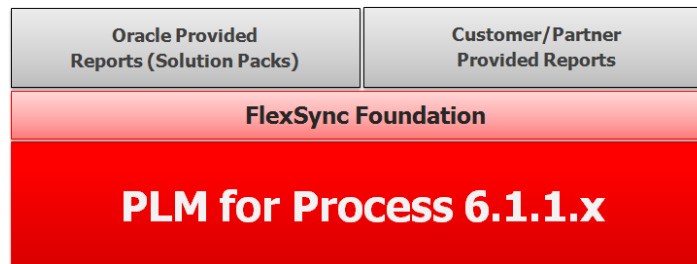 Oracle Provided
Reports (Solution Packs)
Customer/Partner
Provided Reports
FlexSync Foundation
PLM for Process 6.1.1.x